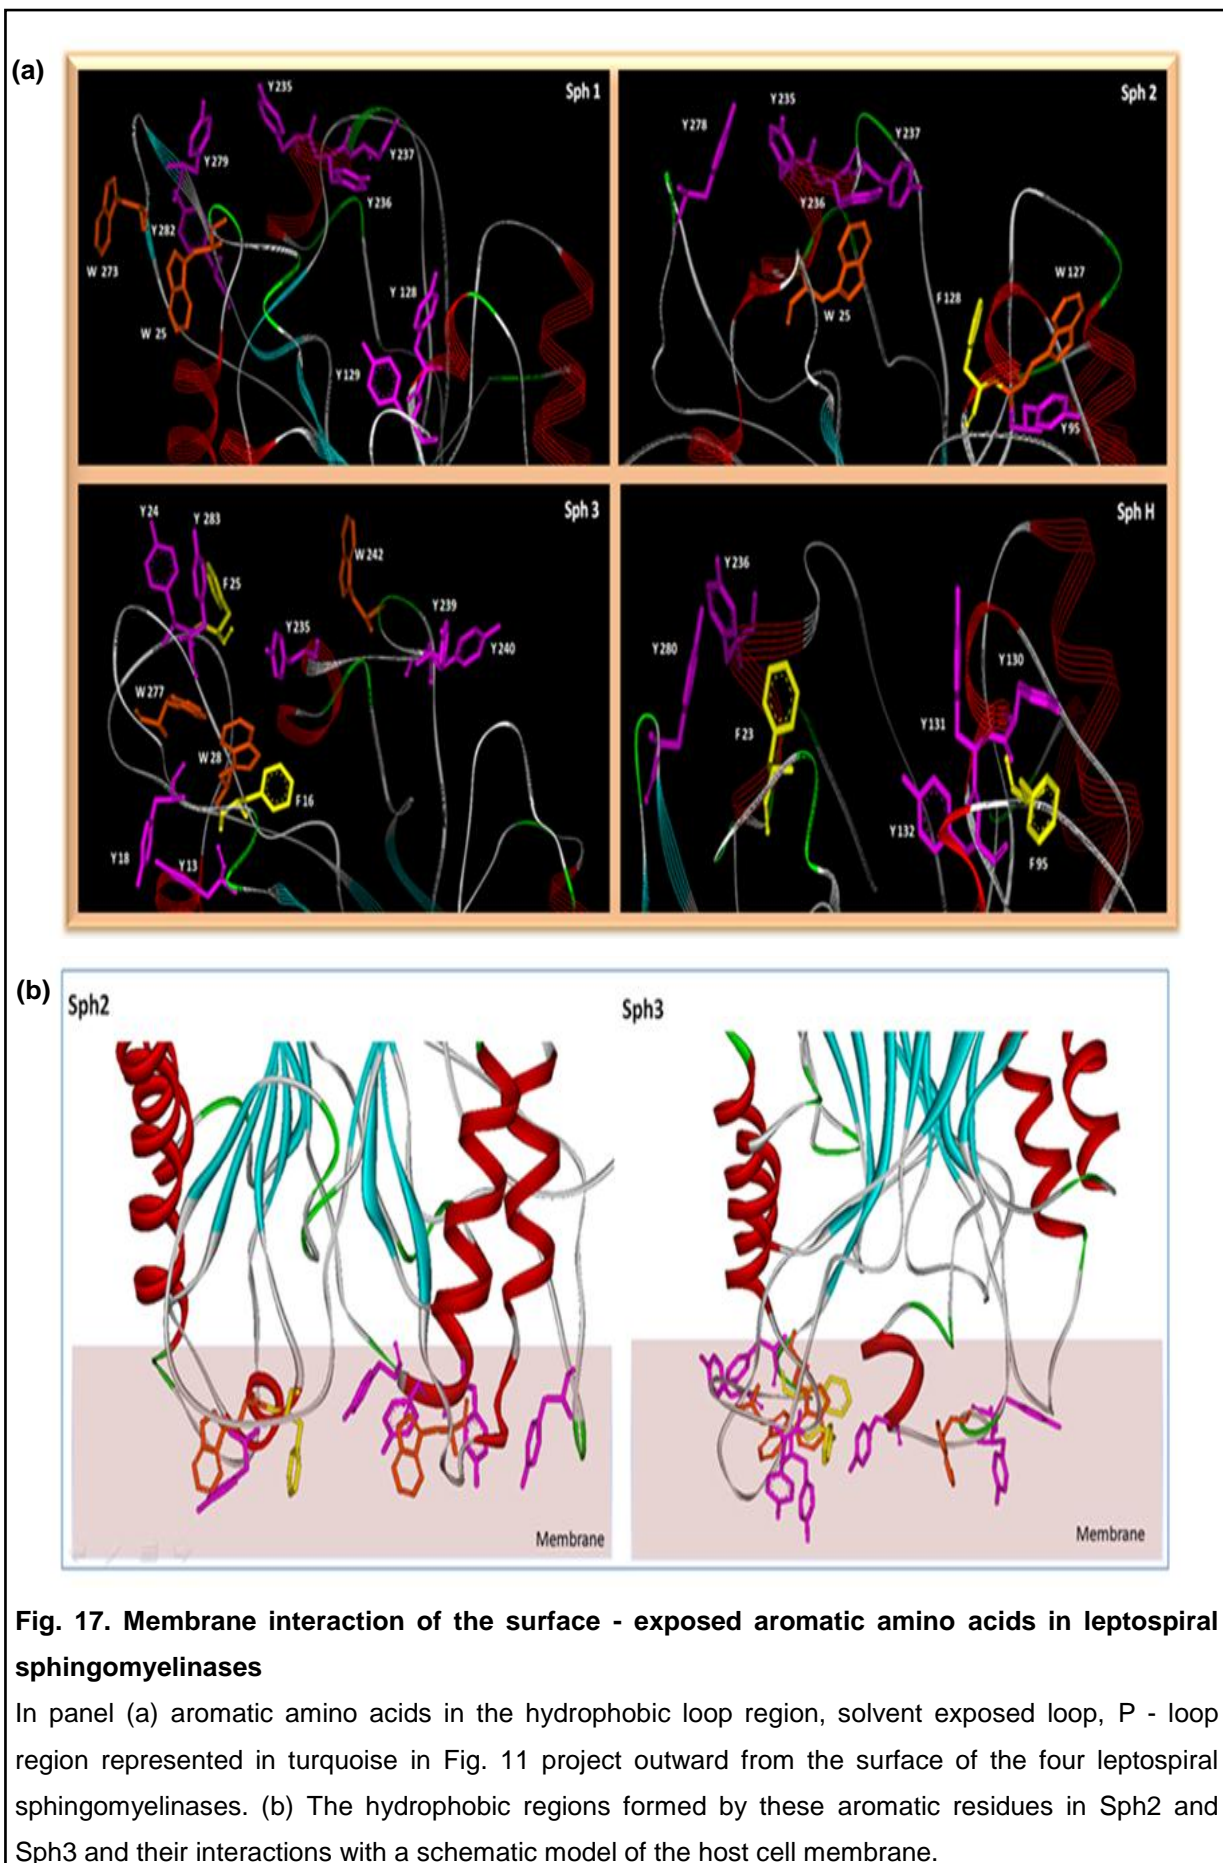 (a)
Sph 1
Y235
Y279
Y237
Y236
Y282
W 273
W 25
Y 128
Y129
Sph 2
Y278
Y235
Y237
Y236
W 25
F128
W 127
Y95
Sph 3
Y24
Y 283
F25
W242
Y235
Y239
Y240
W277
W28
F16
Y18
Y13
Sph H
Y236
Y280
F23
Y130
Y131
Y132
F95
(b)
Sph2
Sph3
Membrane
Membrane
Fig. 17. Membrane interaction of the surface - exposed aromatic amino acids in leptospiral
sphingomyelinases
In panel (a) aromatic amino acids in the hydrophobic loop region, solvent exposed loop, P - loop
region represented in turquoise in Fig. 11 project outward from the surface of the four leptospiral
sphingomyelinases. (b) The hydrophobic regions formed by these aromatic residues in Sph2 and
Sph3 and their interactions with a schematic model of the host cell membrane.